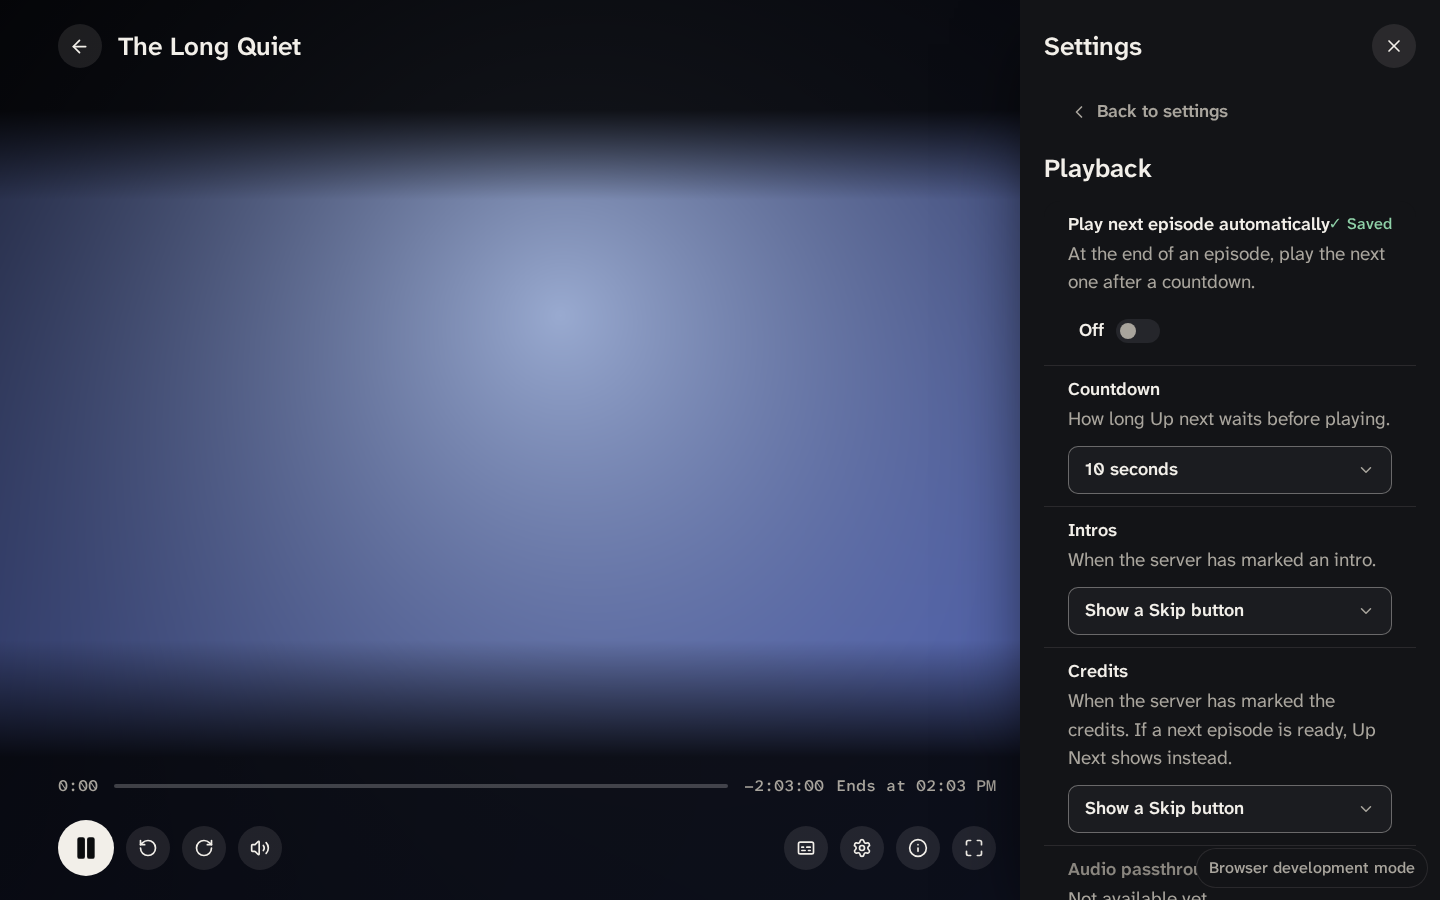 The Long Quiet
0:00
-2:03:00 Ends at 02:03 PM
Settings
Back to settings
Playback
Play next episode automatically ✓ Saved
At the end of an episode, play the next
one after a countdown.
Off
Countdown
How long Up next waits before playing.
10 seconds
Intros
When the server has marked an intro.
Show a Skip button
Credits
When the server has marked the
credits. If a next episode is ready, Up
Next shows instead.
Show a Skip button
Audio
Browser development mode
Not available yet